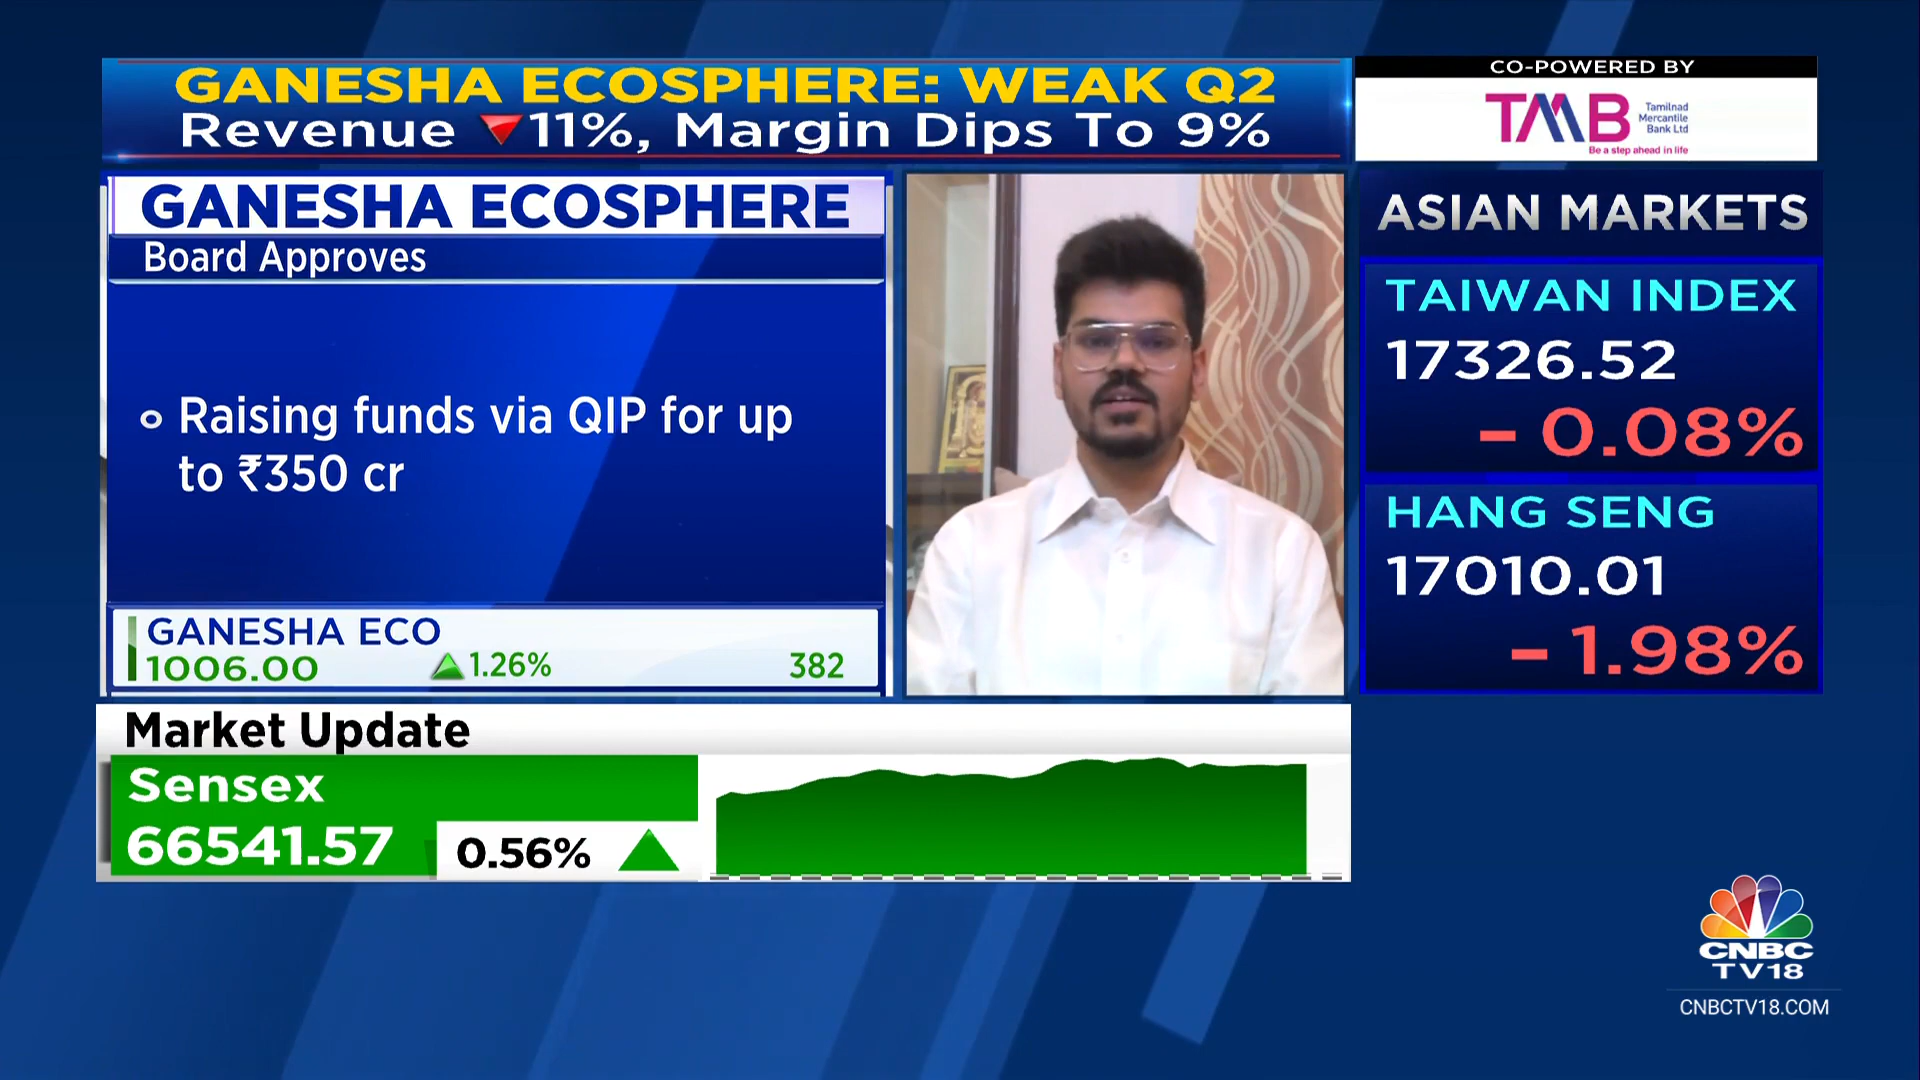 GANESHA ECOSPHERE: WEAK Q2
Revenue ▼11%, Margin Dips To 9%
CO-POWERED BY
TMB
Tamilnad
Mercantile
Bank Ltd
Be a step ahead in life
GANESHA ECOSPHERE
Board Approves
Raising funds via QIP for up
to ₹350 cr
GANESHA ECO
1006.00 ▲1.26% 382
ASIAN MARKETS
TAIWAN INDEX
17326.52
– 0.08%
HANG SENG
17010.01
– 1.98%
Market Update
Sensex
66541.57 0.56% ▲
CNBC
TV18
CNBCTV18.COM